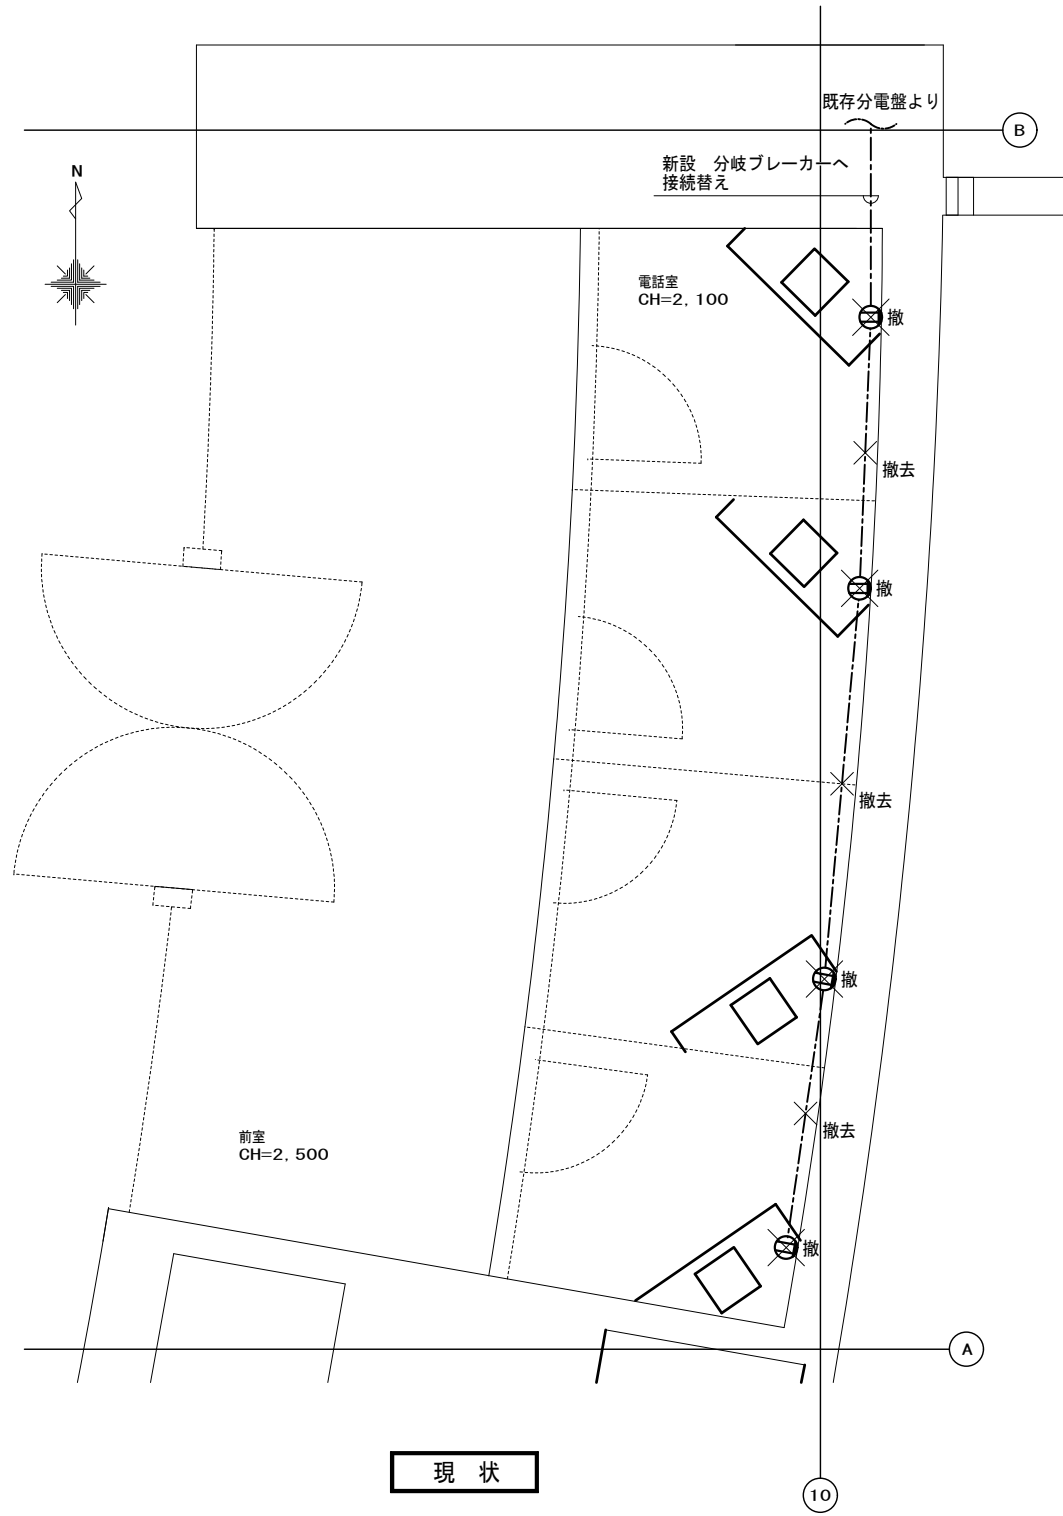 既存分電盤より
B
新設 分岐ブレーカーへ
接続替え
N
電話室
CH=2,100
撤
撤去
撤
撤去
撤
撤去
前室
CH=2,500
撤
A
現 状
10